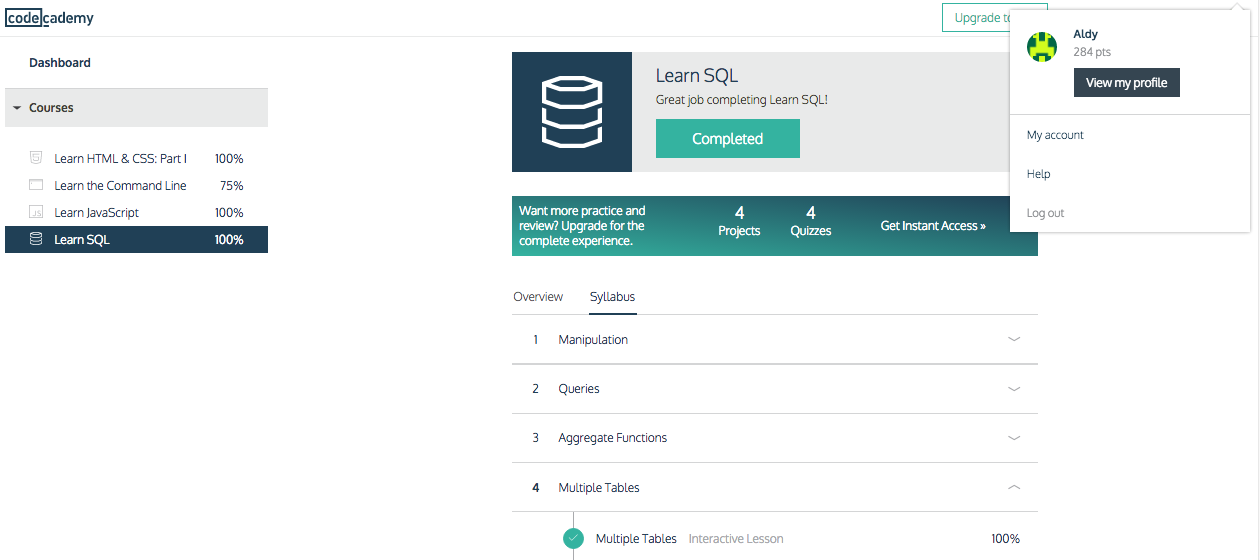 codecademy
Upgrade to
Aldy
284 pts
View my profile
My account
Help
Log out
Dashboard
Courses
Learn HTML & CSS: Part I 100%
Learn the Command Line 75%
JS Learn JavaScript 100%
Learn SQL 100%
Learn SQL
Great job completing Learn SQL!
Completed
Want more practice and
review? Upgrade for the
complete experience.
4
Projects
4
Quizzes
Get Instant Access »
Overview Syllabus
1 Manipulation
2 Queries
3 Aggregate Functions
4 Multiple Tables
Multiple Tables Interactive Lesson 100%